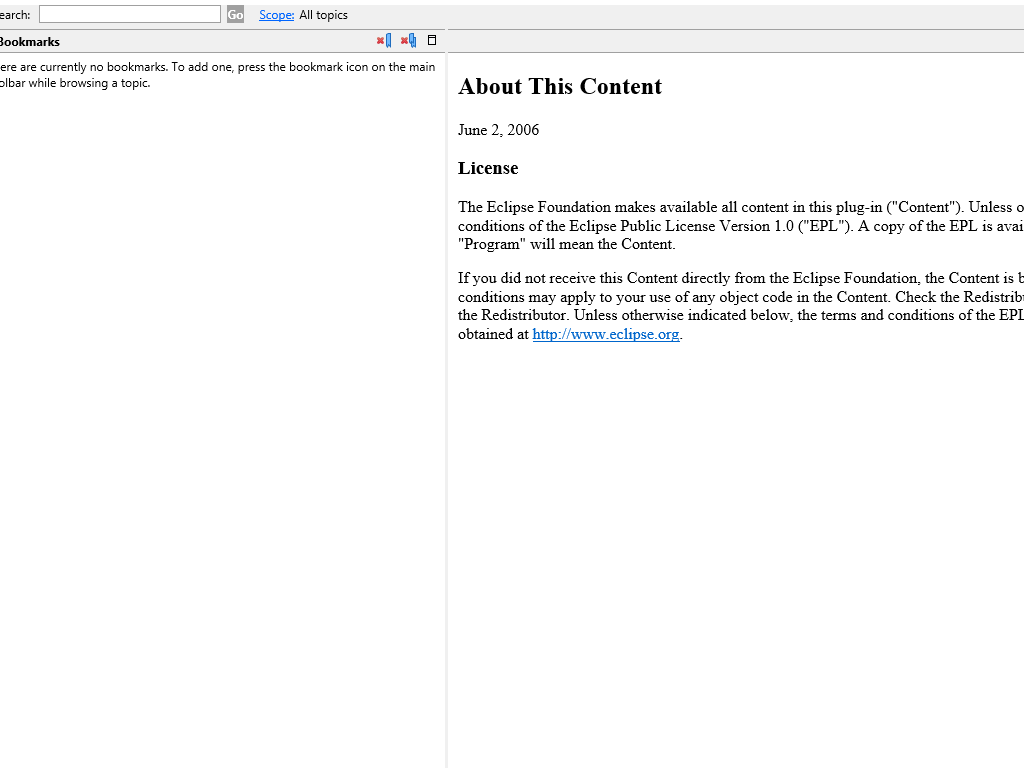 earch: Go Scope: All topics
Bookmarks
ere are currently no bookmarks. To add one, press the bookmark icon on the main
olbar while browsing a topic.
About This Content
June 2, 2006
License
The Eclipse Foundation makes available all content in this plug-in ("Content"). Unless o
conditions of the Eclipse Public License Version 1.0 ("EPL"). A copy of the EPL is avai
"Program" will mean the Content.
If you did not receive this Content directly from the Eclipse Foundation, the Content is b
conditions may apply to your use of any object code in the Content. Check the Redistribu
the Redistributor. Unless otherwise indicated below, the terms and conditions of the EPL
obtained at http://www.eclipse.org.